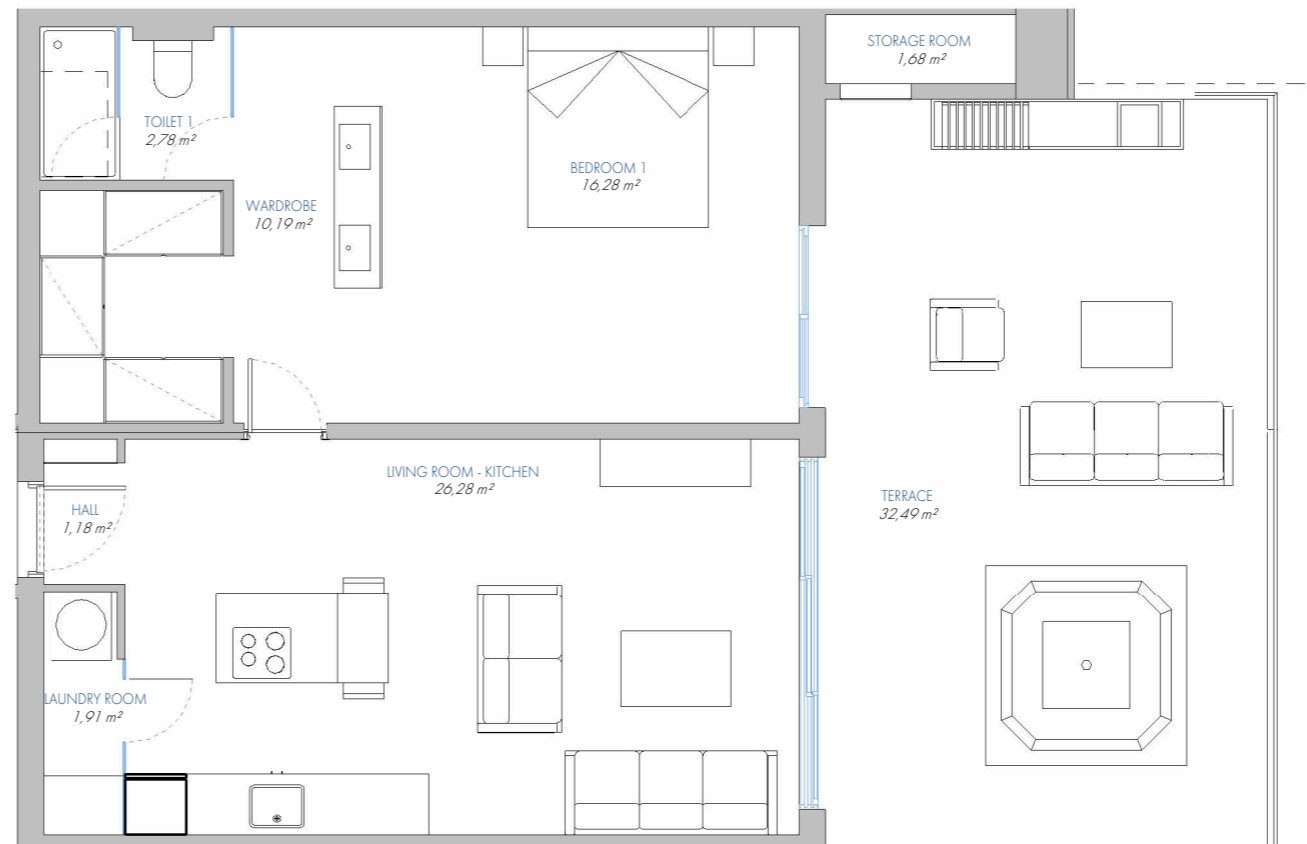 STORAGE ROOM
1,68 m²
TOILET 1
2,78 m²
BEDROOM 1
16,28 m²
WARDROBE
10,19 m²
LIVING ROOM - KITCHEN
26,28 m²
TERRACE
32,49 m²
HALL
1,18 m²
LAUNDRY ROOM
1,91 m²